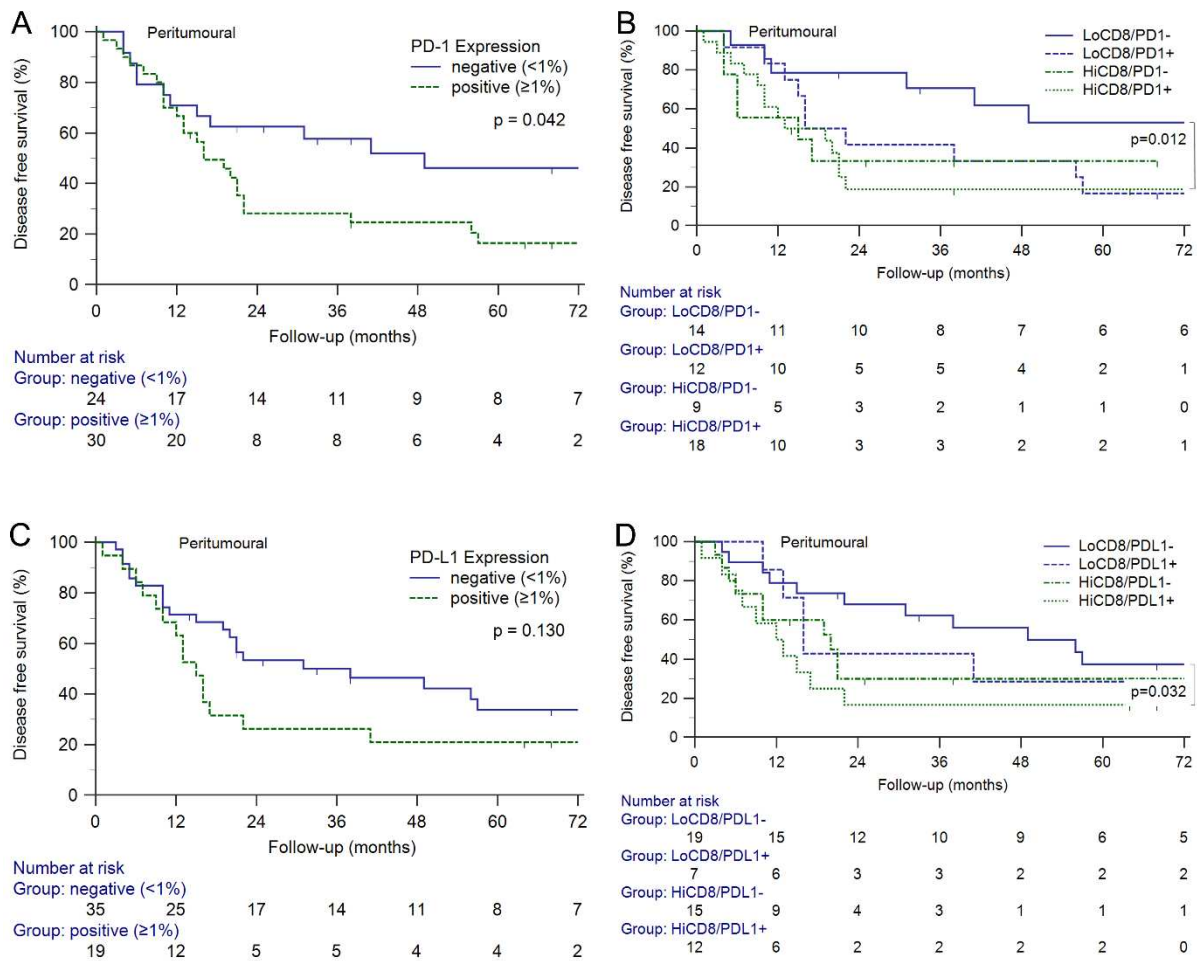 A
Peritumoural
PD-1 Expression
negative (<1%)
positive (≥1%)
p = 0.042
Disease free survival (%)
100
80
60
40
20
0
0 12 24 36 48 60 72
Follow-up (months)
Number at risk
Group: negative (<1%)
24 17 14 11 9 8 7
Group: positive (≥1%)
30 20 8 8 6 4 2
B
Peritumoural
LoCD8/PD1-
LoCD8/PD1+
HiCD8/PD1-
HiCD8/PD1+
p=0.012
Disease free survival (%)
100
80
60
40
20
0
0 12 24 36 48 60 72
Follow-up (months)
Number at risk
Group: LoCD8/PD1-
14 11 10 8 7 6 6
Group: LoCD8/PD1+
12 10 5 5 4 2 1
Group: HiCD8/PD1-
9 5 3 2 1 1 0
Group: HiCD8/PD1+
18 10 3 3 2 2 1
C
Peritumoural
PD-L1 Expression
negative (<1%)
positive (≥1%)
p = 0.130
Disease free survival (%)
100
80
60
40
20
0
0 12 24 36 48 60 72
Follow-up (months)
Number at risk
Group: negative (<1%)
35 25 17 14 11 8 7
Group: positive (≥1%)
19 12 5 5 4 4 2
D
Peritumoural
LoCD8/PDL1-
LoCD8/PDL1+
HiCD8/PDL1-
HiCD8/PDL1+
p=0.032
Disease free survival (%)
100
80
60
40
20
0
0 12 24 36 48 60 72
Follow-up (months)
Number at risk
Group: LoCD8/PDL1-
19 15 12 10 9 6 5
Group: LoCD8/PDL1+
7 6 3 3 2 2 2
Group: HiCD8/PDL1-
15 9 4 3 1 1 1
Group: HiCD8/PDL1+
12 6 2 2 2 2 0